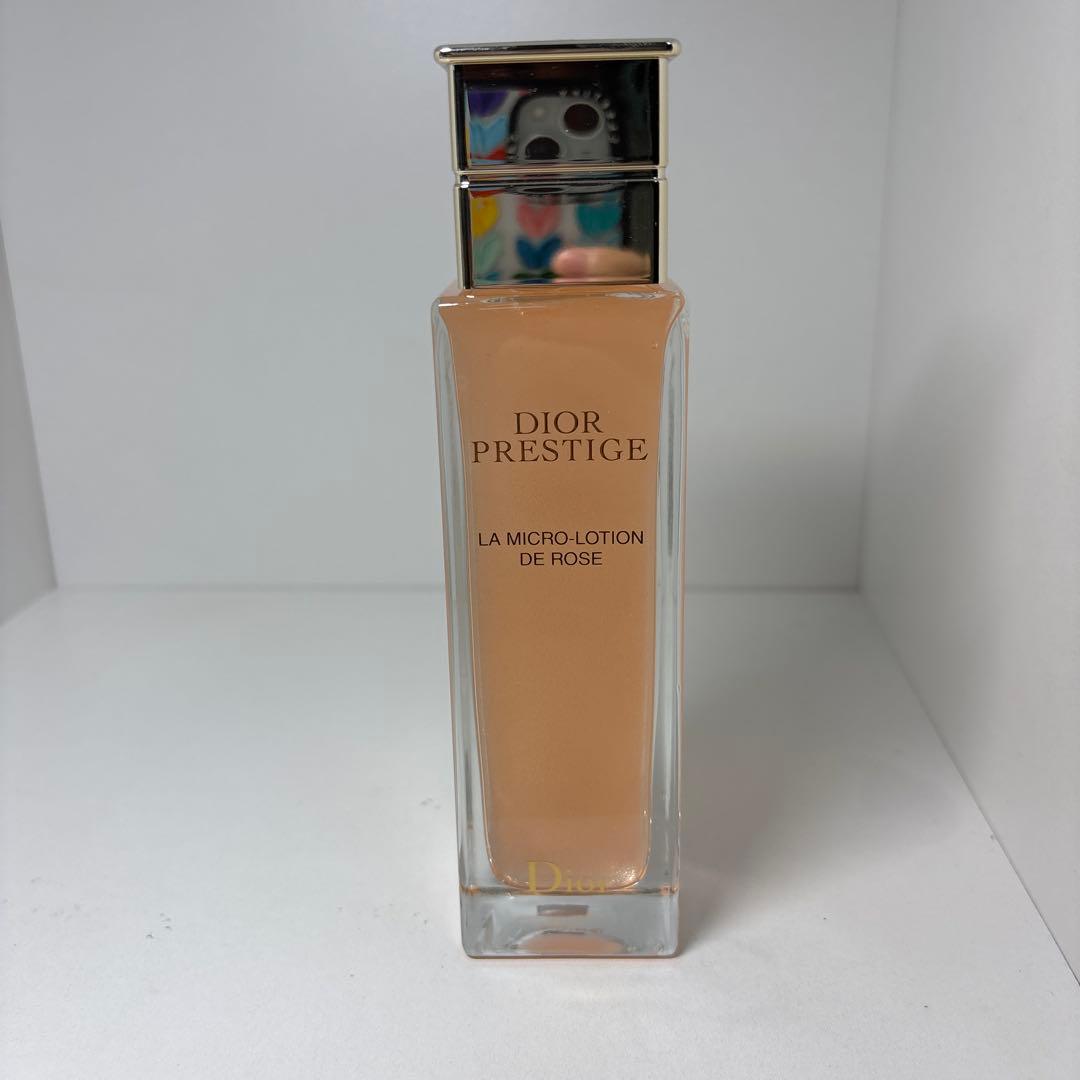 DIOR
PRESTIGE
LA MICRO-LOTION
DE ROSE
Dior